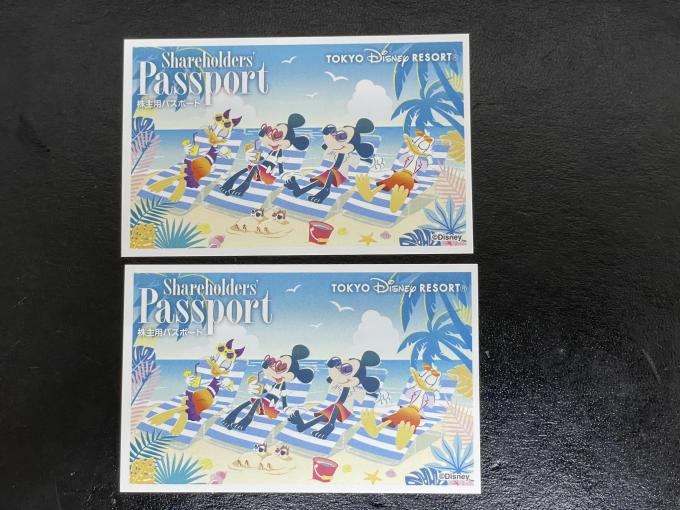 Shareholders'
Passport
株主用パスポート
TOKYO Disney RESORT®
©Disney
Shareholders'
Passport
株主用パスポート
TOKYO Disney RESORT®
©Disney